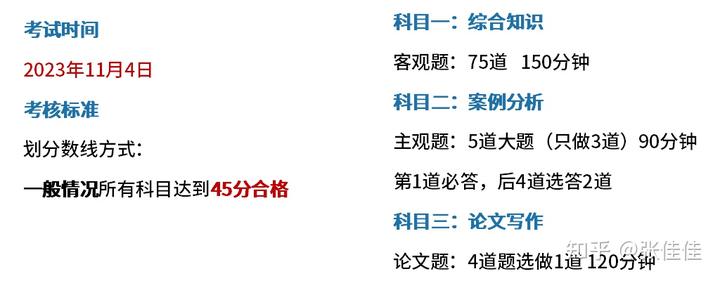 考试时间
2023年11月4日
考核标准
划分数线方式：
一般情况所有科目达到45分合格
科目一：综合知识
客观题：75道 150分钟
科目二：案例分析
主观题：5道大题（只做3道）90分钟
第1道必答，后4道选答2道
科目三：论文写作
论文题：4道题选做1道 120分钟
知乎 @张佳佳